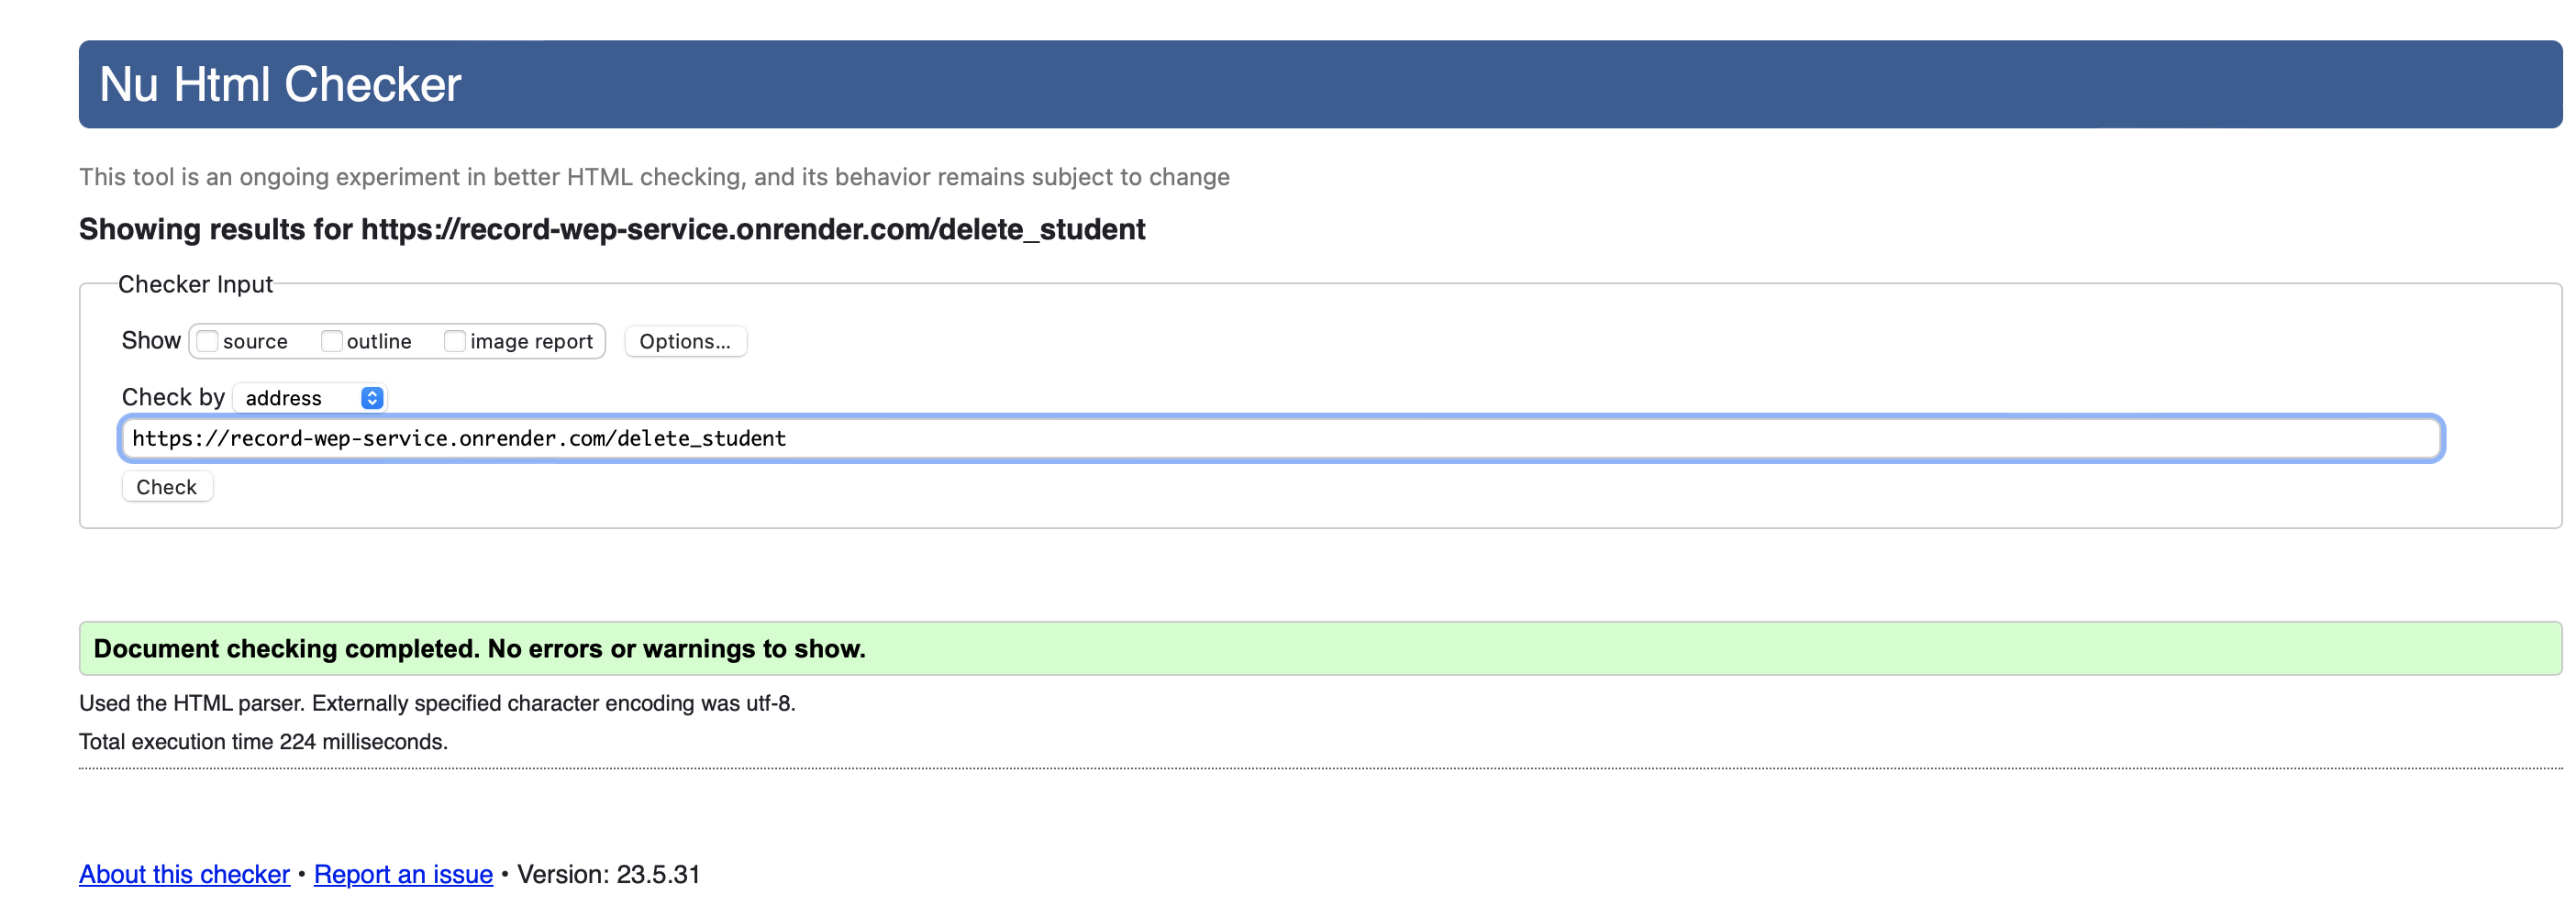 Nu Html Checker
This tool is an ongoing experiment in better HTML checking, and its behavior remains subject to change
Showing results for https://record-wep-service.onrender.com/delete_student
Checker Input
Show source outline image report Options...
Check by address
https://record-wep-service.onrender.com/delete_student
Check
Document checking completed. No errors or warnings to show.
Used the HTML parser. Externally specified character encoding was utf-8.
Total execution time 224 milliseconds.
About this checker • Report an issue • Version: 23.5.31